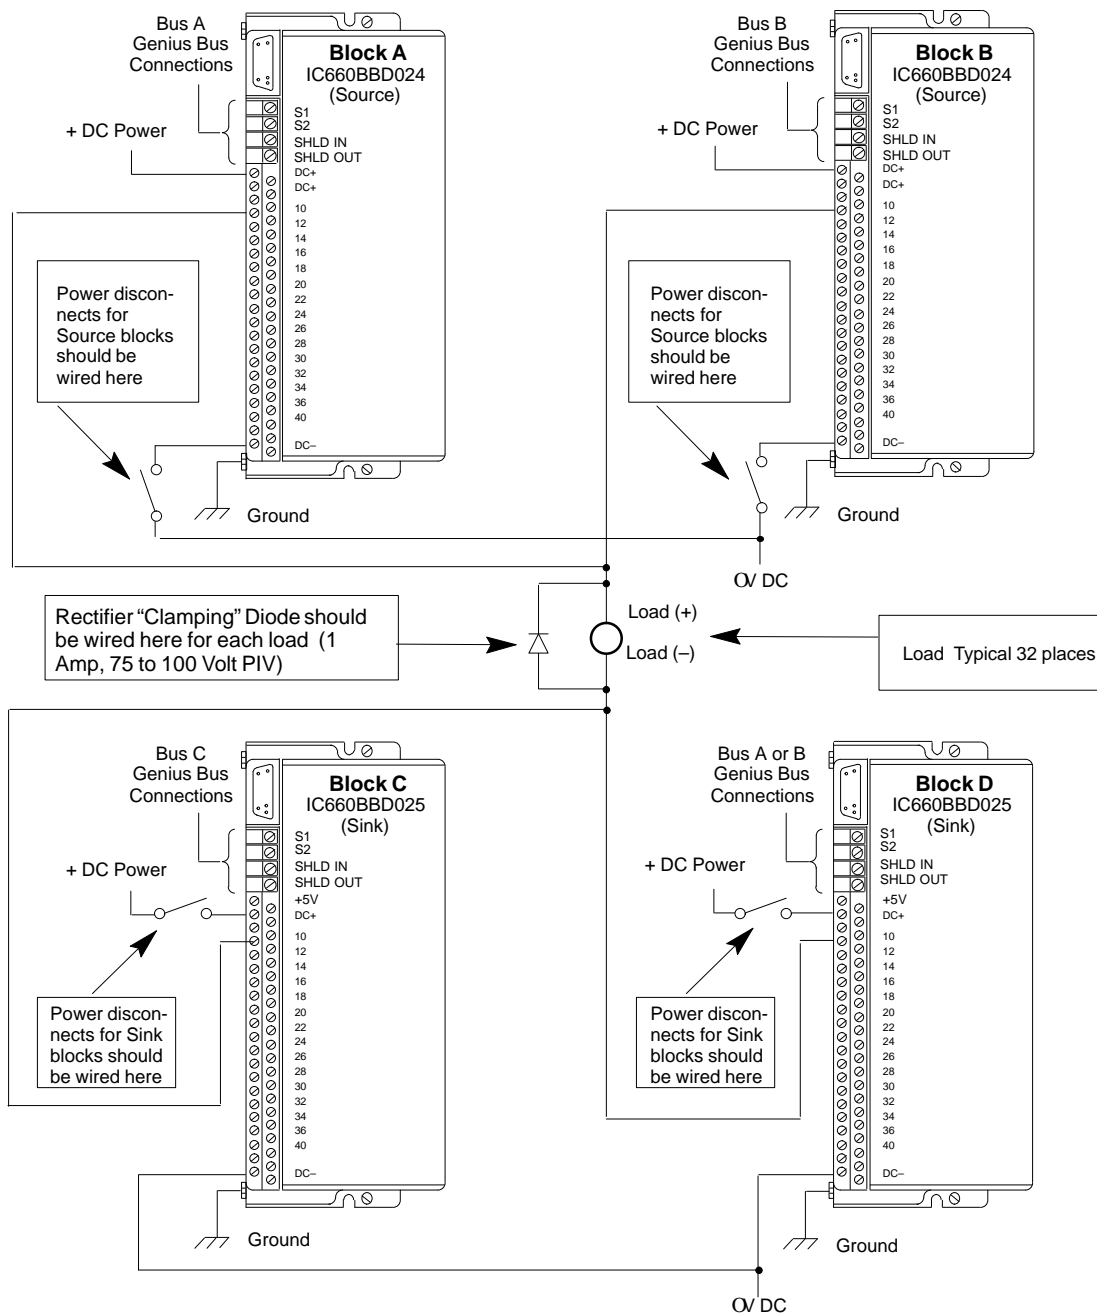 Bus A
Genius Bus
Connections
+ DC Power
Block A
IC660BBD024
(Source)
S1
S2
SHLD IN
SHLD OUT
DC+
DC+
10
12
14
16
18
20
22
24
26
28
30
32
34
36
40
DC–
Power discon-
nects for
Source blocks
should be
wired here
Ground
Bus B
Genius Bus
Connections
+ DC Power
Block B
IC660BBD024
(Source)
S1
S2
SHLD IN
SHLD OUT
DC+
DC+
10
12
14
16
18
20
22
24
26
28
30
32
34
36
40
DC–
Power discon-
nects for
Source blocks
should be
wired here
Ground
0V DC
Rectifier “Clamping” Diode should
be wired here for each load (1
Amp, 75 to 100 Volt PIV)
Load (+)
Load (–)
Load Typical 32 places
Bus C
Genius Bus
Connections
+ DC Power
Block C
IC660BBD025
(Sink)
S1
S2
SHLD IN
SHLD OUT
+5V
DC+
10
12
14
16
18
20
22
24
26
28
30
32
34
36
40
DC–
Power discon-
nects for Sink
blocks should
be wired here
Ground
Bus A or B
Genius Bus
Connections
+ DC Power
Block D
IC660BBD025
(Sink)
S1
S2
SHLD IN
SHLD OUT
+5V
DC+
10
12
14
16
18
20
22
24
26
28
30
32
34
36
40
DC–
Power discon-
nects for Sink
blocks should
be wired here
Ground
0V DC